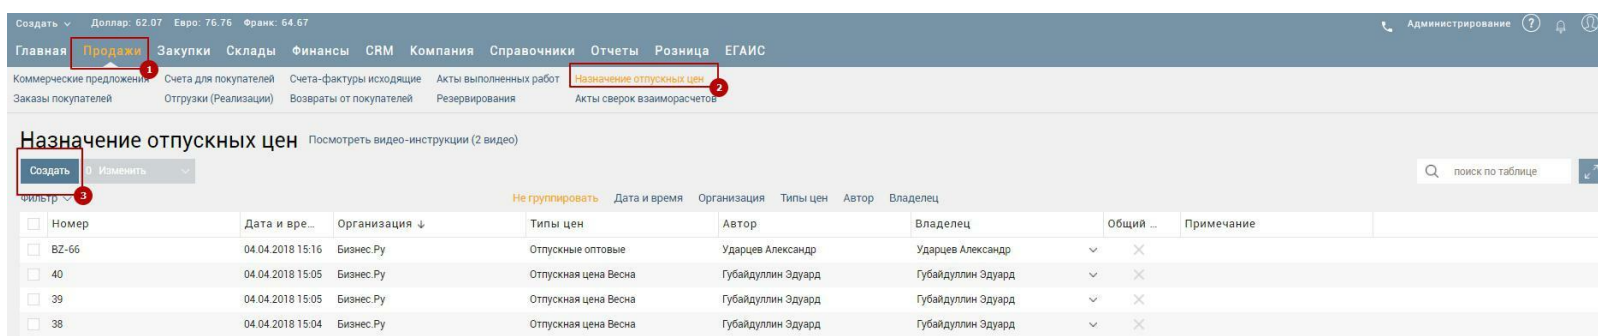 Создать Доллар: 62.07 Евро: 76.76 Франк: 64.67 Администрирование ?
Главная Продажи Закупки Склады Финансы CRM Компания Справочники Отчеты Розница ЕГАИС
1
Коммерческие предложения Счета для покупателей Счета-фактуры исходящие Акты выполненных работ Назначение отпускных цен
2
Заказы покупателей Отгрузки (Реализации) Возвраты от покупателей Резервирования Акты сверок взаиморасчетов
Назначение отпускных цен Посмотреть видео-инструкции (2 видео)
Создать 0 Изменить поиск по таблице
3
Фильтр Не группировать Дата и время Организация Типы цен Автор Владелец
Номер Дата и вре... Организация ↓ Типы цен Автор Владелец Общий ... Примечание
BZ-66 04.04.2018 15:16 Бизнес.Ру Отпускные оптовые Ударцев Александр Ударцев Александр
40 04.04.2018 15:05 Бизнес.Ру Отпускная цена Весна Губайдуллин Эдуард Губайдуллин Эдуард
39 04.04.2018 15:05 Бизнес.Ру Отпускная цена Весна Губайдуллин Эдуард Губайдуллин Эдуард
38 04.04.2018 15:04 Бизнес.Ру Отпускная цена Весна Губайдуллин Эдуард Губайдуллин Эдуард